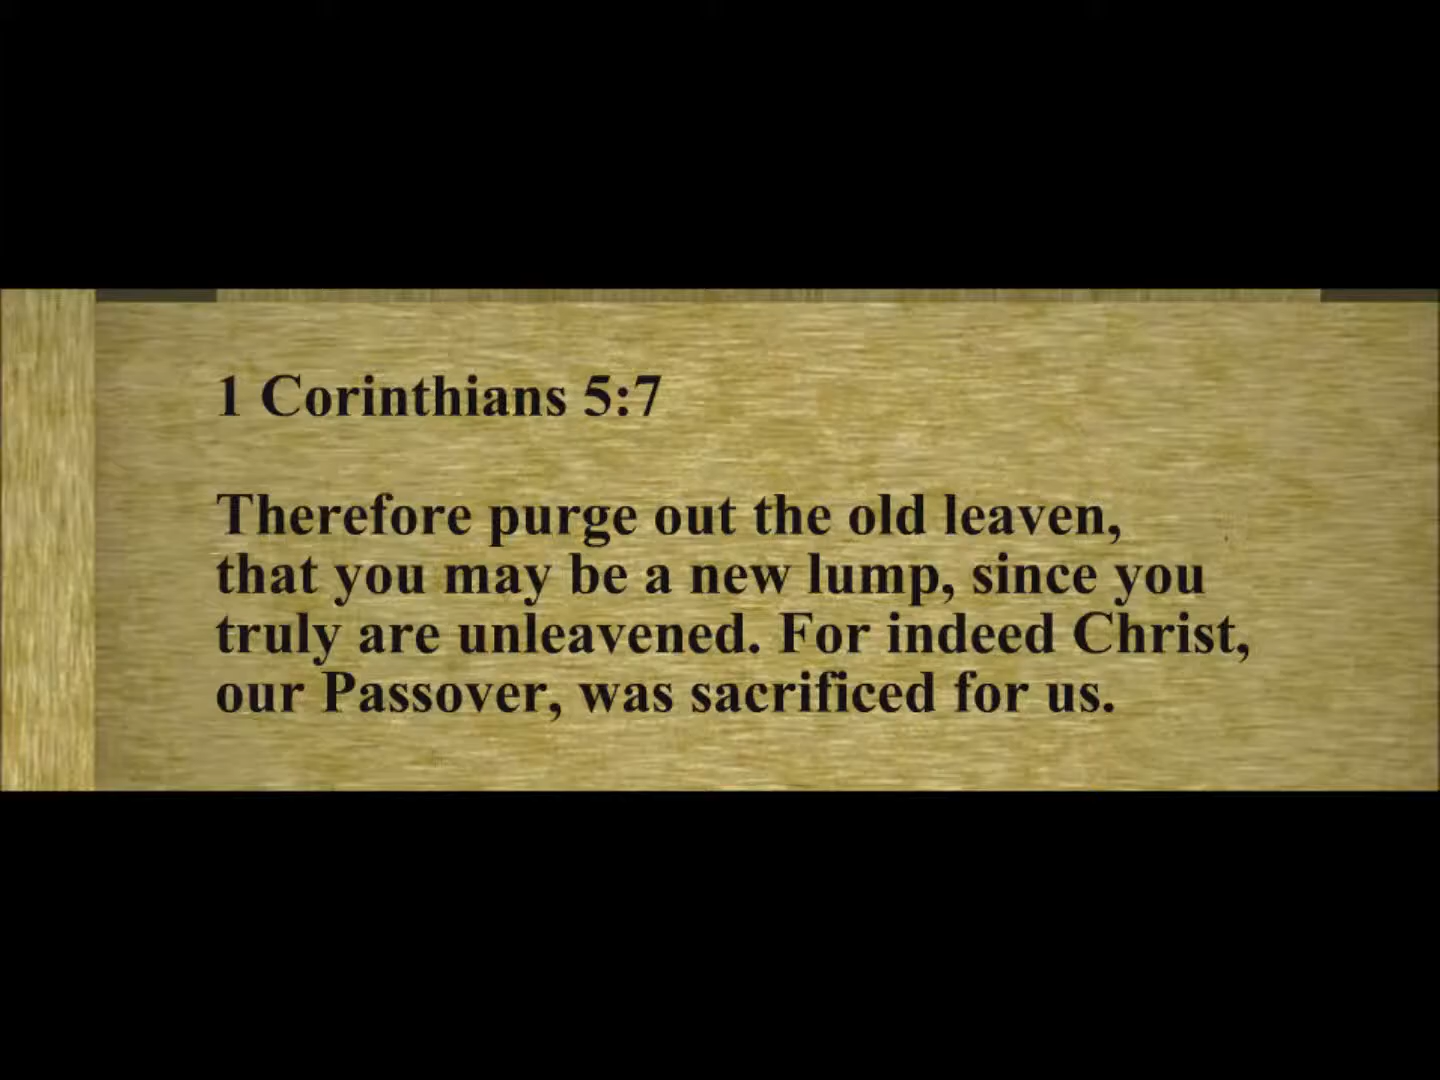 1 Corinthians 5:7
Therefore purge out the old leaven,
that you may be a new lump, since you
truly are unleavened. For indeed Christ,
our Passover, was sacrificed for us.